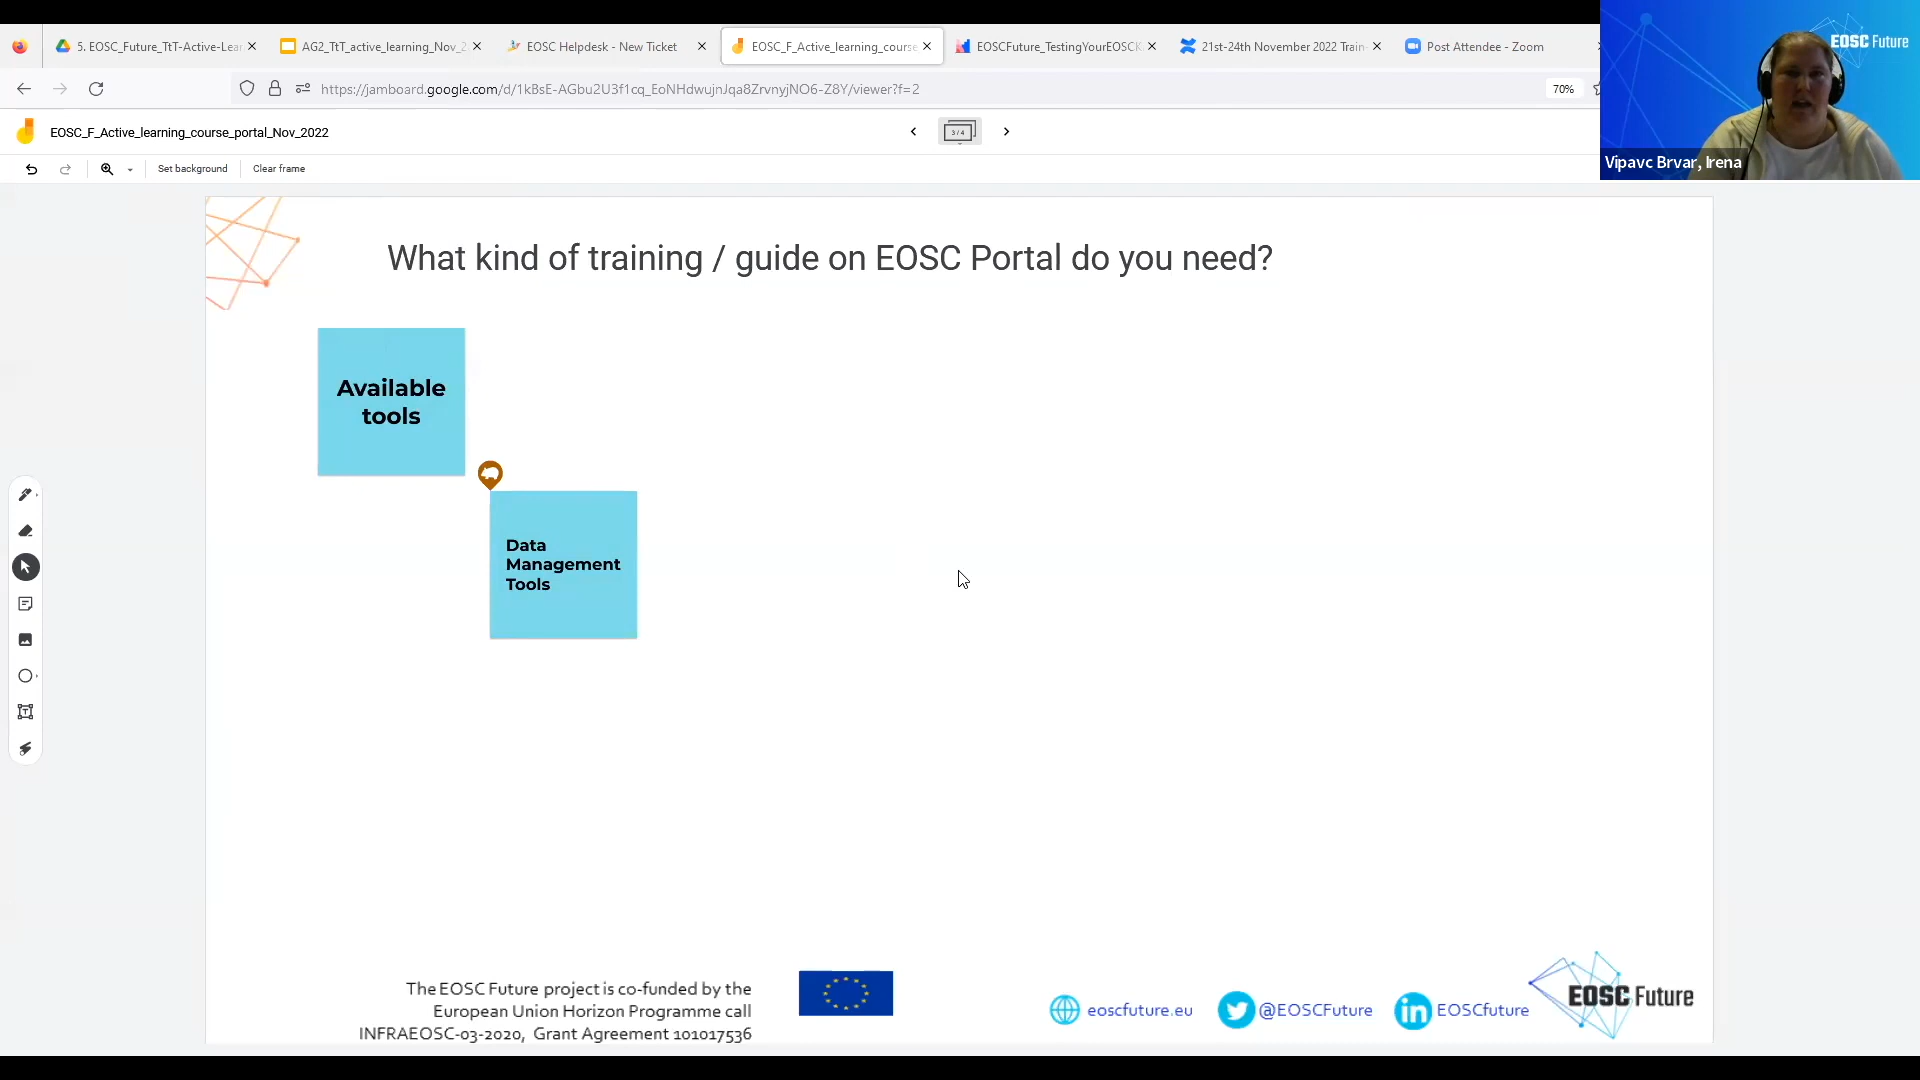 5. EOSC_Future_TtT-Active-Lea
AG2_TtT_active_learning_Nov_2
EOSC Helpdesk - New Ticket
EOSC_F_Active_learning_course
EOSCFuture_TestingYourEOSCK
21st-24th November 2022 Train
Post Attendee - Zoom
EOSC Future
https://jamboard.google.com/d/1kBsE-AGbu2U3f1cq_EoNHdwujnJqa8ZrvnyjNO6-Z8Y/viewer?f=2
70%
EOSC_F_Active_learning_course_portal_Nov_2022
3 / 4
Vipavc Brvar, Irena
Set background
Clear frame
What kind of training / guide on EOSC Portal do you need?
Available
tools
Data
Management
Tools
The EOSC Future project is co-funded by the
European Union Horizon Programme call
INFRAEOSC-03-2020, Grant Agreement 101017536
eoscfuture.eu
@EOSCFuture
EOSCfuture
EOSC Future